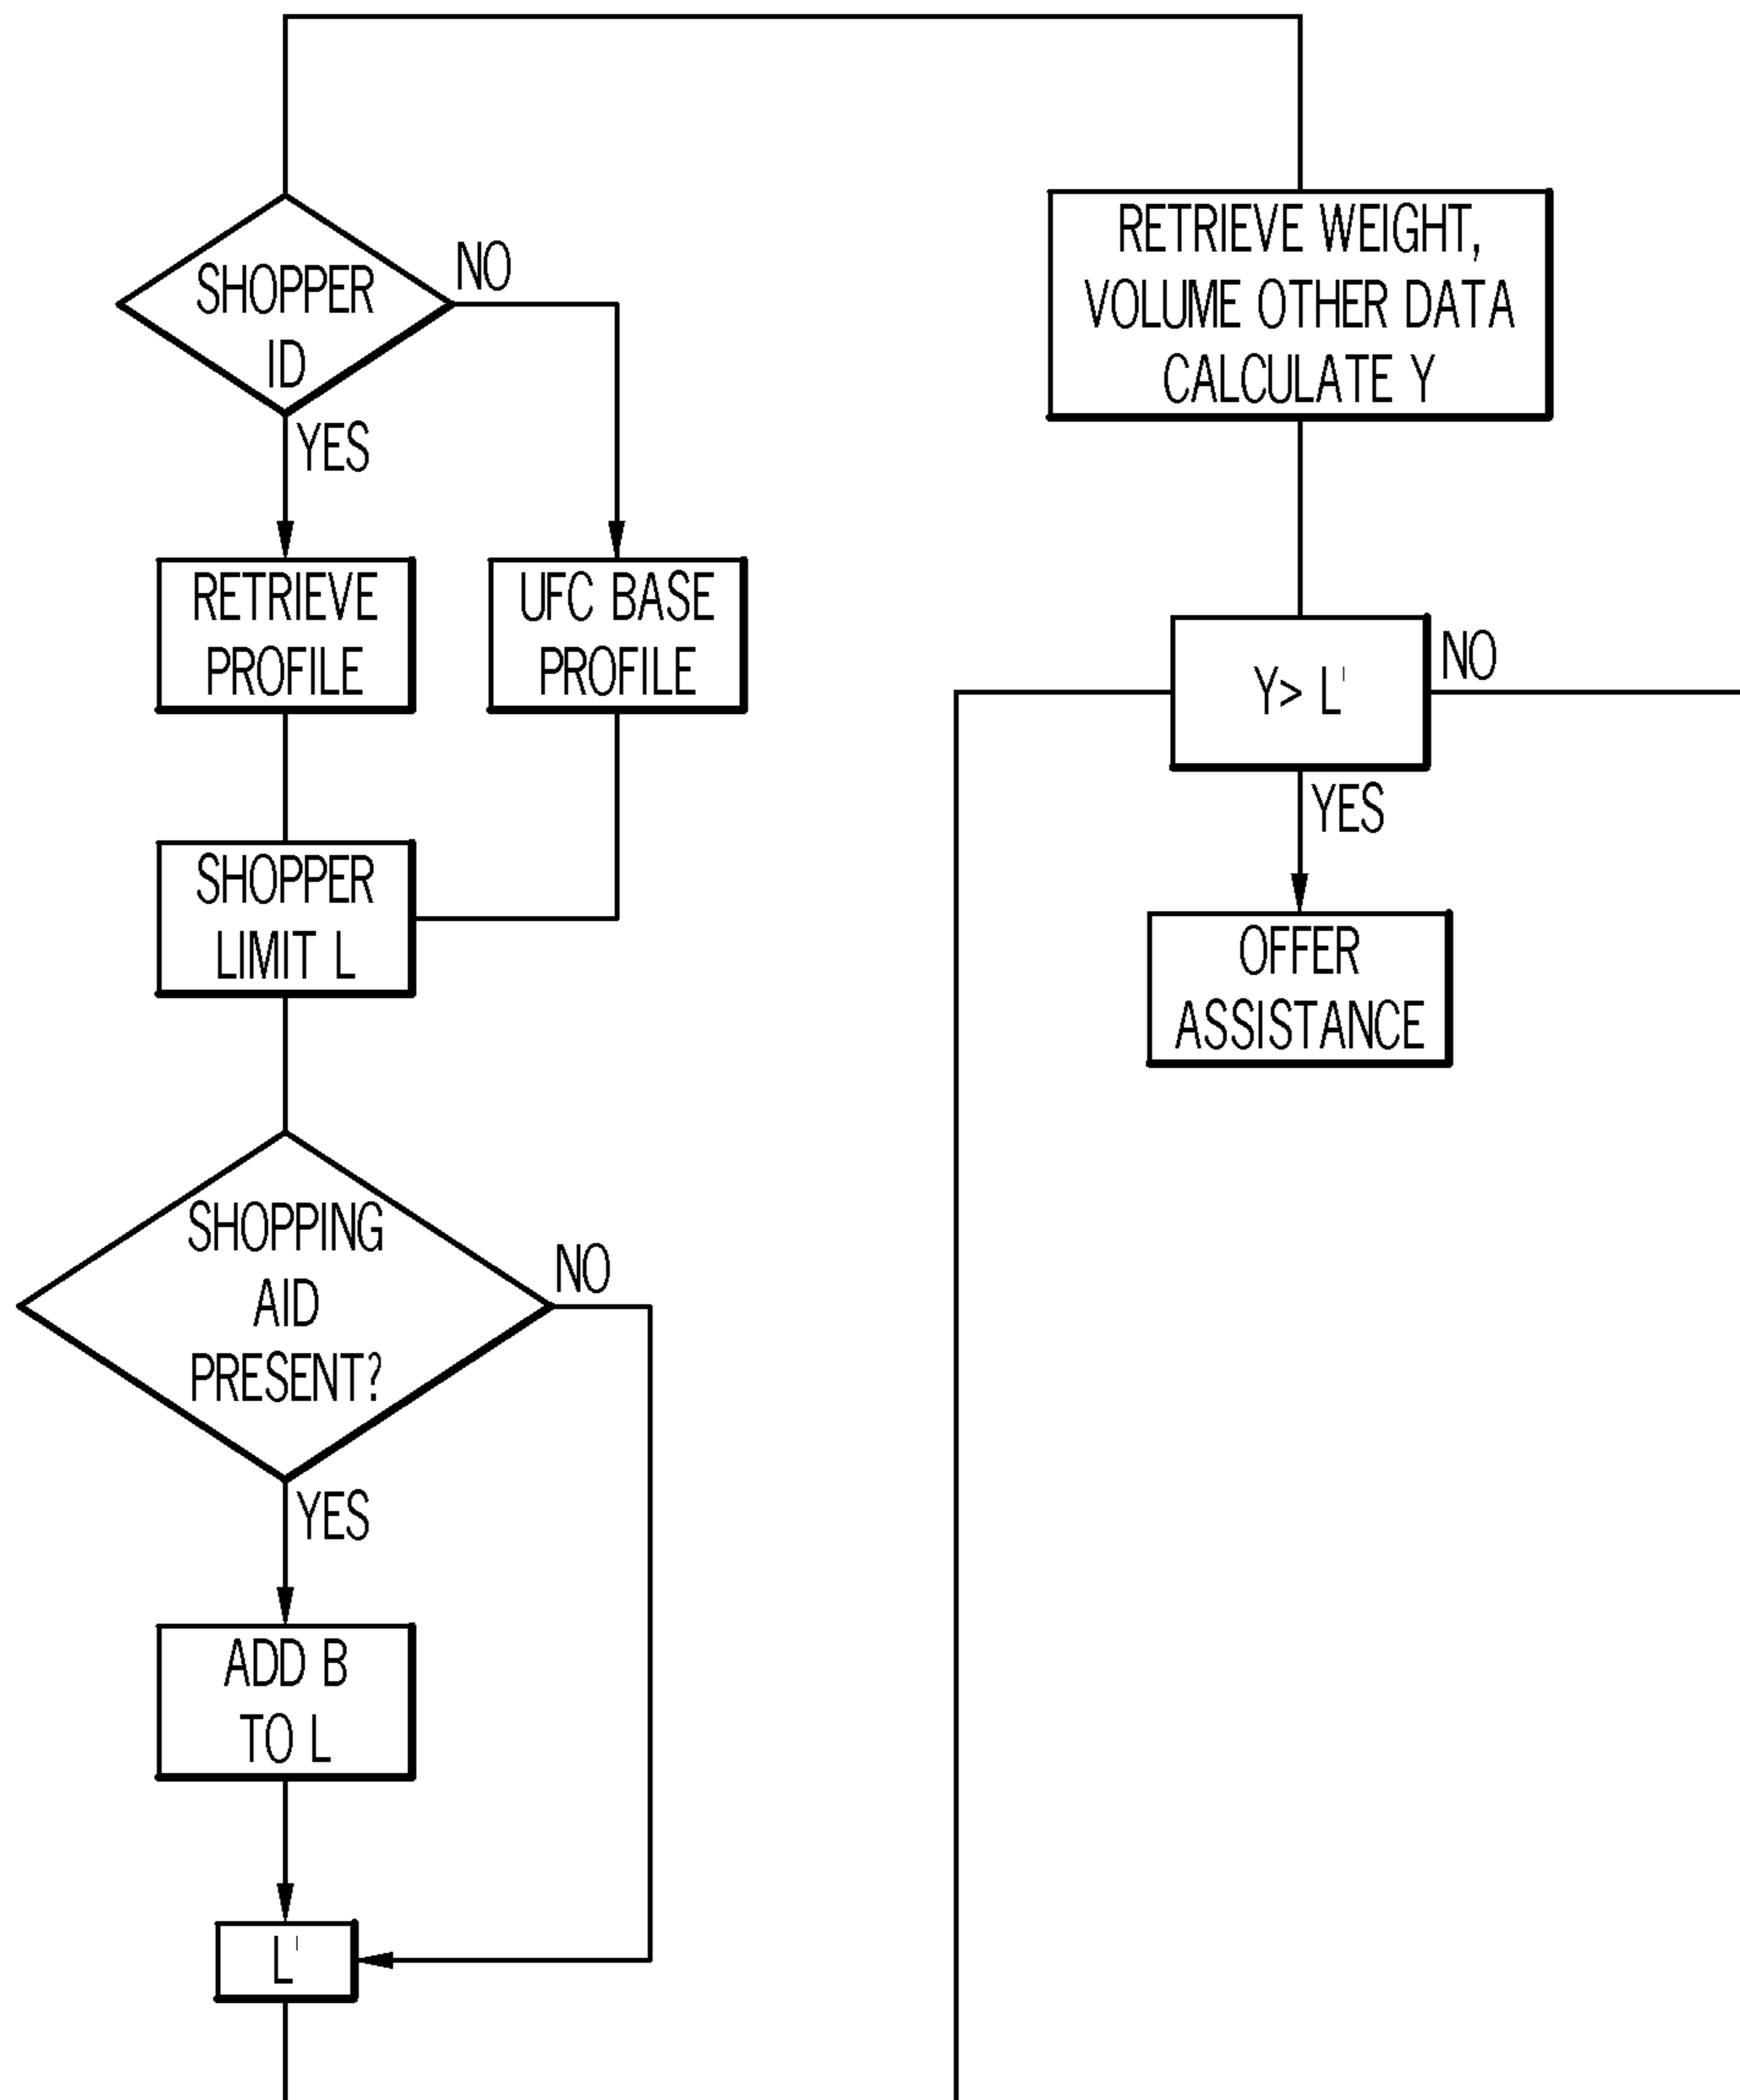 SHOPPER
ID
NO
YES
RETRIEVE
PROFILE
UFC BASE
PROFILE
SHOPPER
LIMIT L
SHOPPING
AID
PRESENT?
NO
YES
ADD B
TO L
L'
RETRIEVE WEIGHT,
VOLUME OTHER DATA
CALCULATE Y
Y> L'
NO
YES
OFFER
ASSISTANCE